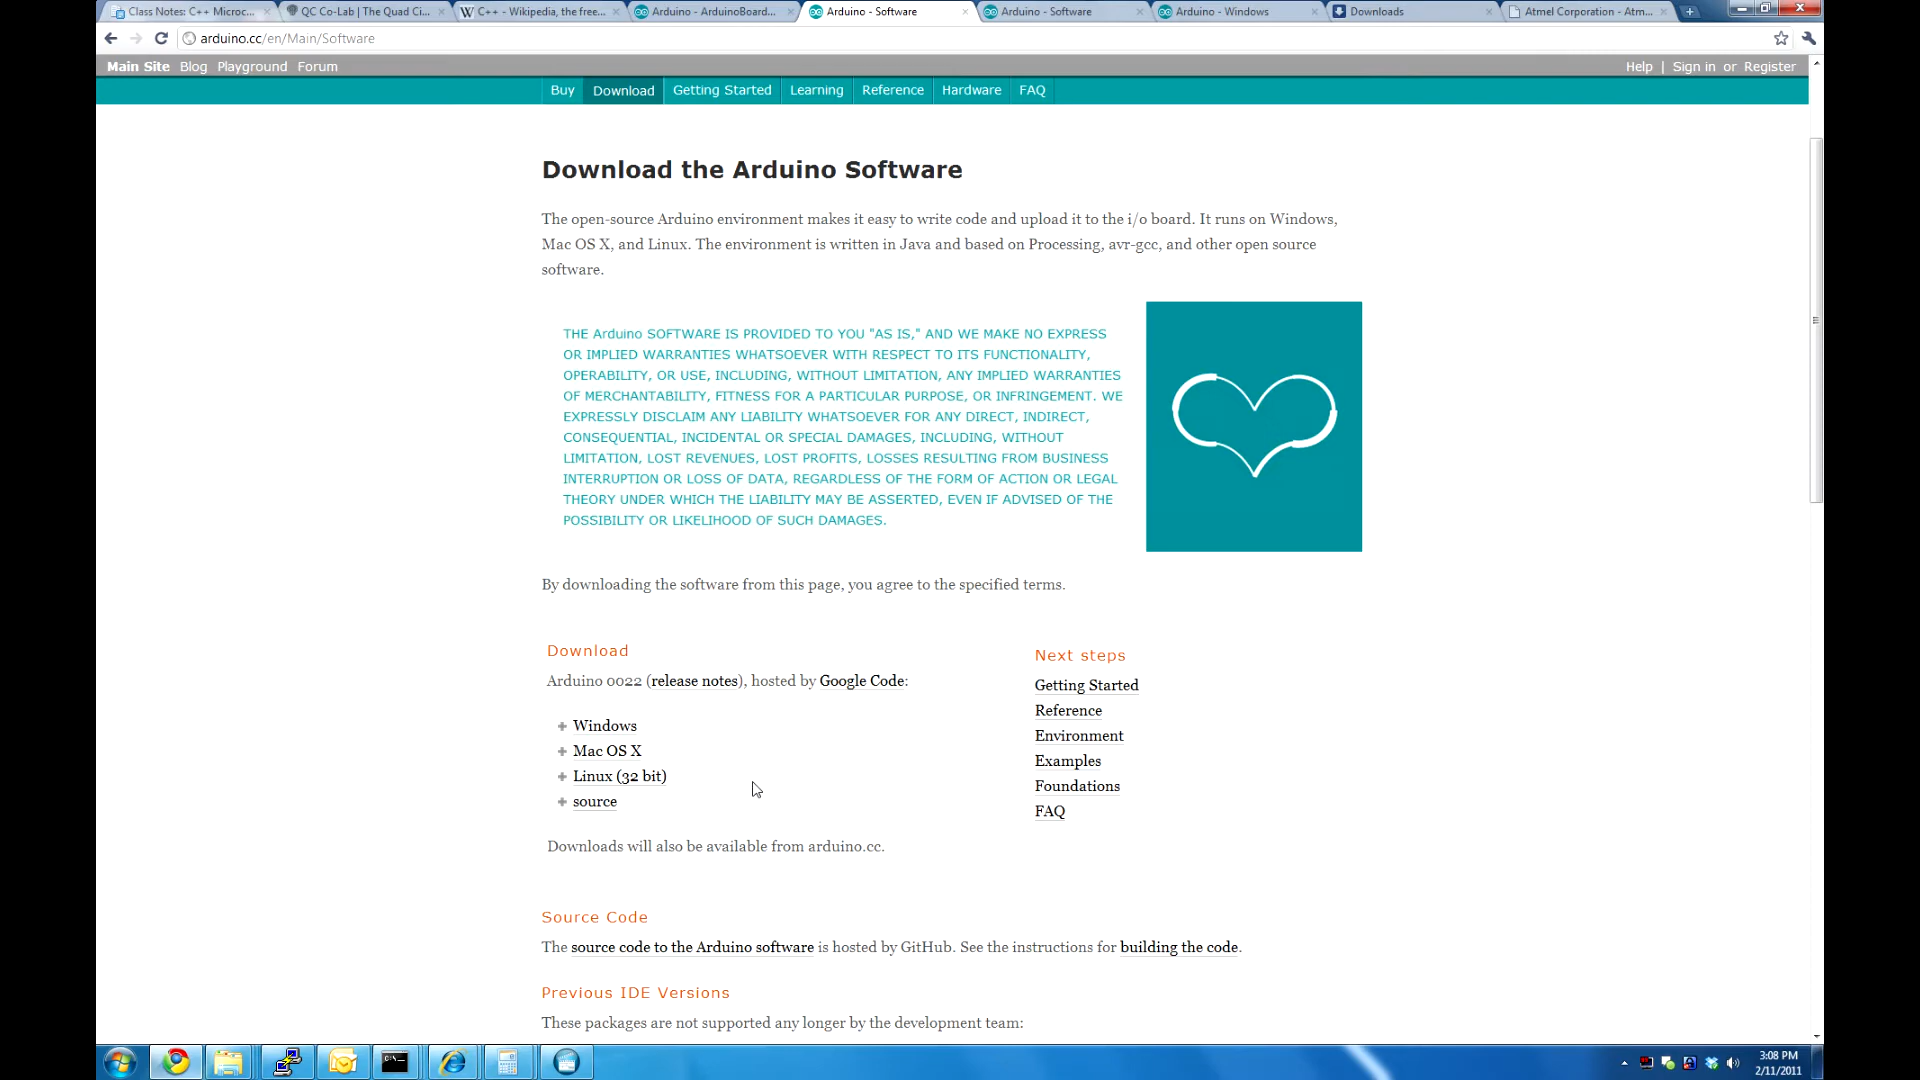 Class Notes: C++ Microc...
QC Co-Lab | The Quad Ci...
C++ - Wikipedia, the free...
Arduino - ArduinoBoard...
Arduino - Software
Arduino - Software
Arduino - Windows
Downloads
Atmel Corporation - Atm...
arduino.cc/en/Main/Software
Main Site Blog Playground Forum
Help | Sign in or Register
Buy Download Getting Started Learning Reference Hardware FAQ
Download the Arduino Software
The open-source Arduino environment makes it easy to write code and upload it to the i/o board. It runs on Windows,
Mac OS X, and Linux. The environment is written in Java and based on Processing, avr-gcc, and other open source
software.
THE Arduino SOFTWARE IS PROVIDED TO YOU "AS IS," AND WE MAKE NO EXPRESS
OR IMPLIED WARRANTIES WHATSOEVER WITH RESPECT TO ITS FUNCTIONALITY,
OPERABILITY, OR USE, INCLUDING, WITHOUT LIMITATION, ANY IMPLIED WARRANTIES
OF MERCHANTABILITY, FITNESS FOR A PARTICULAR PURPOSE, OR INFRINGEMENT. WE
EXPRESSLY DISCLAIM ANY LIABILITY WHATSOEVER FOR ANY DIRECT, INDIRECT,
CONSEQUENTIAL, INCIDENTAL OR SPECIAL DAMAGES, INCLUDING, WITHOUT
LIMITATION, LOST REVENUES, LOST PROFITS, LOSSES RESULTING FROM BUSINESS
INTERRUPTION OR LOSS OF DATA, REGARDLESS OF THE FORM OF ACTION OR LEGAL
THEORY UNDER WHICH THE LIABILITY MAY BE ASSERTED, EVEN IF ADVISED OF THE
POSSIBILITY OR LIKELIHOOD OF SUCH DAMAGES.
By downloading the software from this page, you agree to the specified terms.
Download
Arduino 0022 (release notes), hosted by Google Code:
Windows
Mac OS X
Linux (32 bit)
source
Downloads will also be available from arduino.cc.
Next steps
Getting Started
Reference
Environment
Examples
Foundations
FAQ
Source Code
The source code to the Arduino software is hosted by GitHub. See the instructions for building the code.
Previous IDE Versions
These packages are not supported any longer by the development team:
3:08 PM
2/11/2011